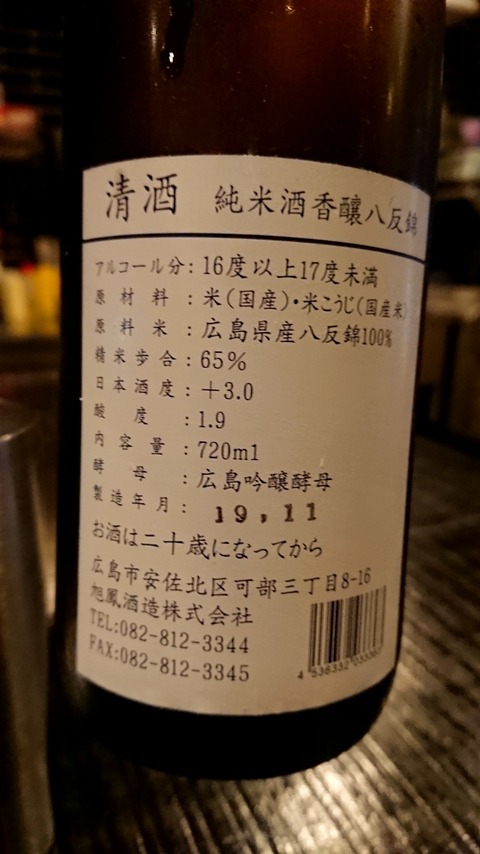 清酒 純米酒香醸八反錦
アルコール分：16度以上17度未満
原材料：米(国産)・米こうじ(国産米)
原料米：広島県産八反錦100%
精米歩合：65%
日本酒度：＋3.0
酸度：1.9
内容量：720ml
酵母：広島吟醸酵母
製造年月：19,11
お酒は二十歳になってから
広島市安佐北区可部三丁目8-16
旭鳳酒造株式会社
TEL:082-812-3344
FAX:082-812-3345